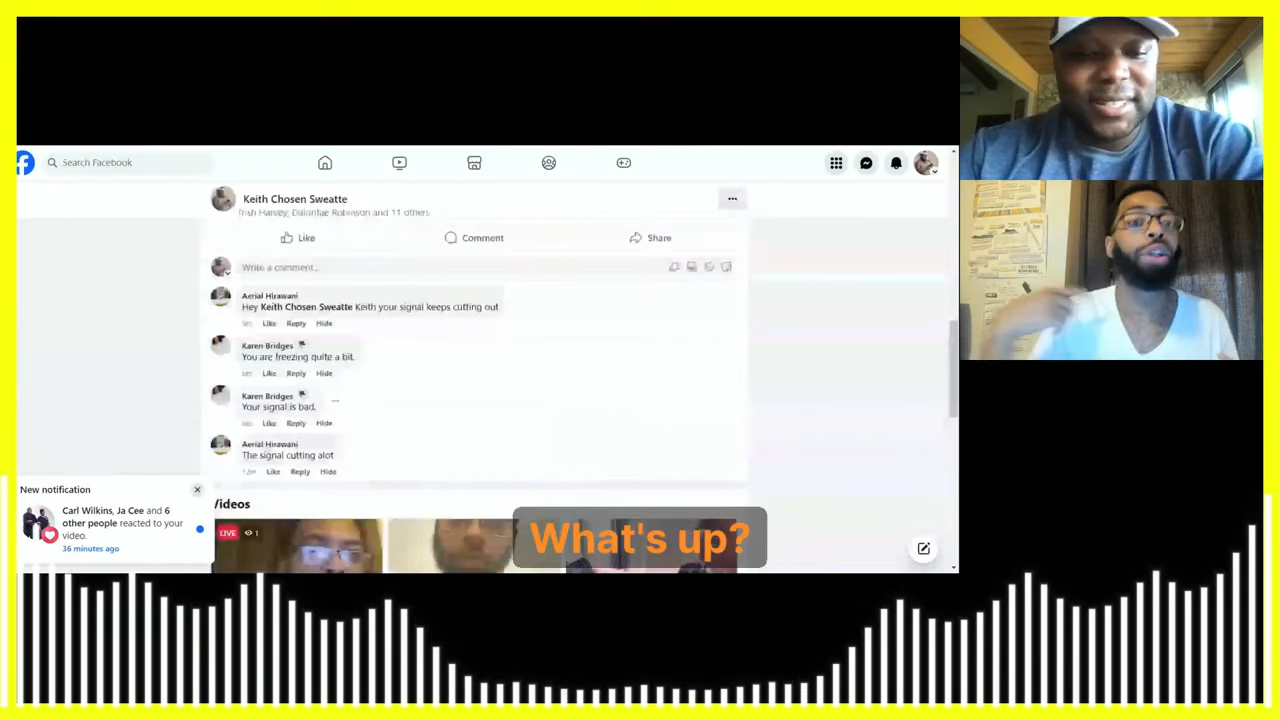 Search Facebook
Keith Chosen Sweatte
Trish Harvey, Dalontae Robinson and 11 others
Like
Comment
Share
Write a comment...
Aerial Hirawani
Hey Keith Chosen Sweatte Keith your signal keeps cutting out
Like Reply Hide
Karen Bridges
You are freezing quite a bit.
Like Reply Hide
Karen Bridges
Your signal is bad.
Like Reply Hide
Aerial Hirawani
The signal cutting alot
12m Like Reply Hide
New notification
Carl Wilkins, Ja Cee and 6
other people reacted to your
video.
36 minutes ago
Videos
LIVE 1
What's up?